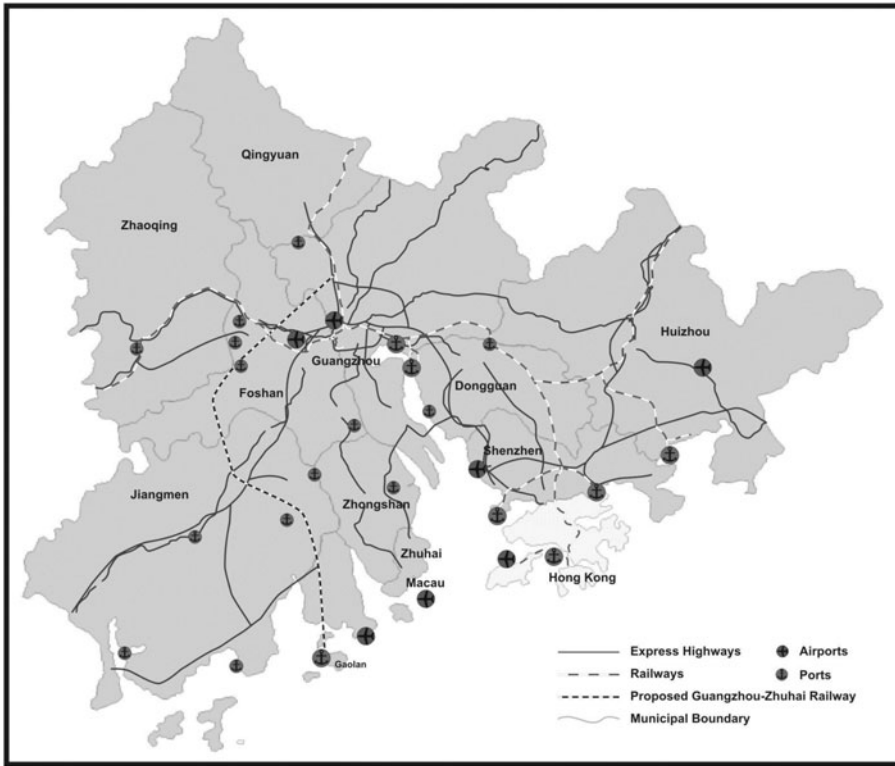 Qingyuan
Zhaoqing
Huizhou
Guangzhou
Foshan
Dongguan
Shenzhen
Jiangmen
Zhongshan
Zhuhai
Macau
Hong Kong
Gaolan
Express Highways
Airports
Railways
Ports
Proposed Guangzhou-Zhuhai Railway
Municipal Boundary